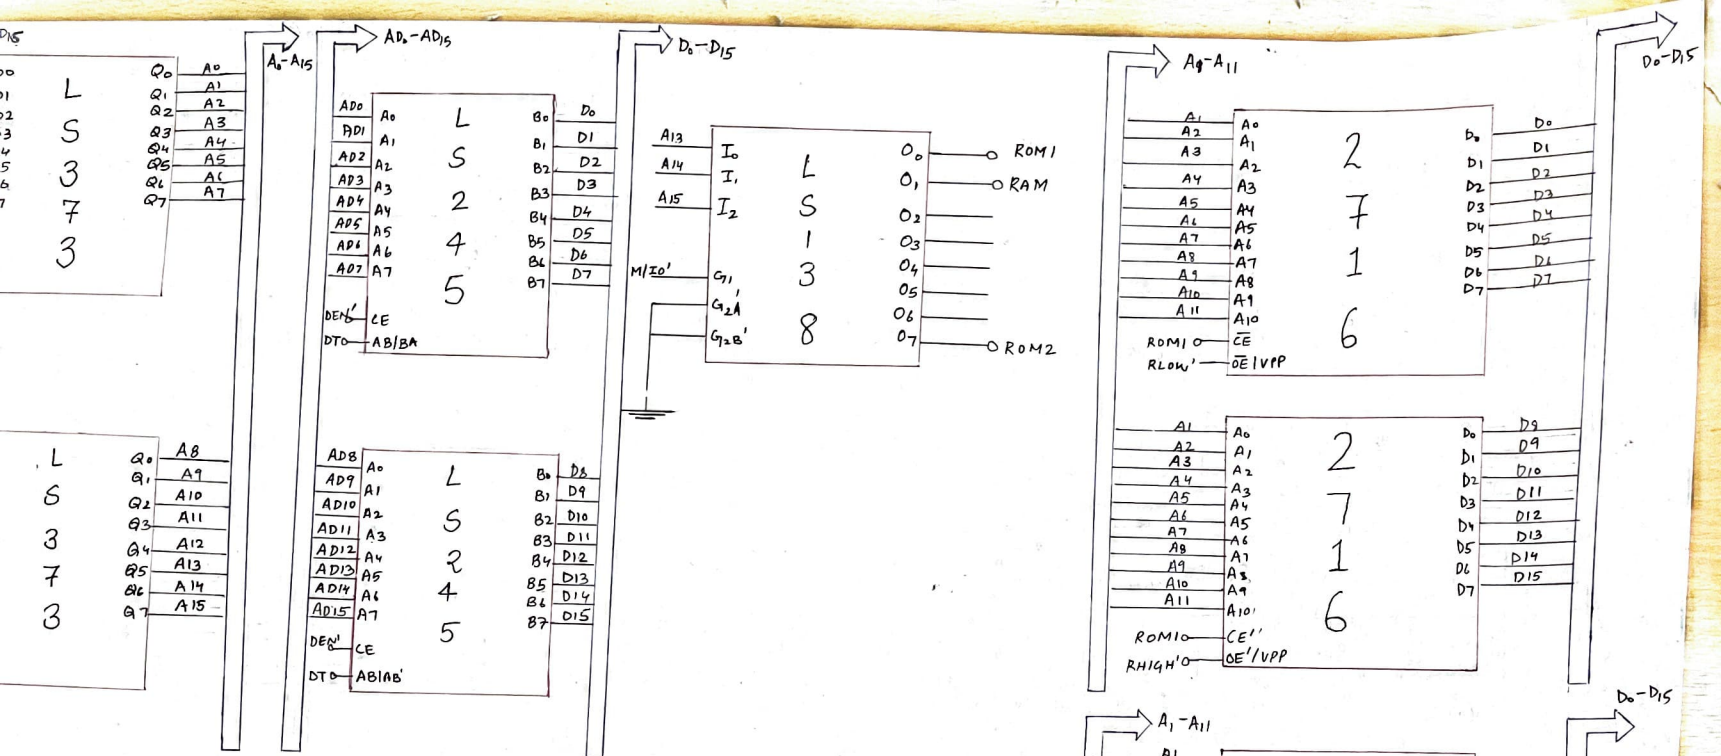 D15
Q0 A0
Q1 A1
Q2 A2
Q3 A3
Q4 A4
Q5 A5
Q6 A6
Q7 A7
L
S
3
7
3
A0-A15
L
S
3
7
3
Q0 A8
Q1 A9
Q2 A10
Q3 A11
Q4 A12
Q5 A13
Q6 A14
Q7 A15
AD0-AD15
AD0 A0
AD1 A1
AD2 A2
AD3 A3
AD4 A4
AD5 A5
AD6 A6
AD7 A7
DEN' CE
DT AB/BA
L
S
2
4
5
B0 D0
B1 D1
B2 D2
B3 D3
B4 D4
B5 D5
B6 D6
B7 D7
AD8 A0
AD9 A1
AD10 A2
AD11 A3
AD12 A4
AD13 A5
AD14 A6
AD15 A7
DEN' CE
DT AB/AB'
L
S
2
4
5
B0 D8
B1 D9
B2 D10
B3 D11
B4 D12
B5 D13
B6 D14
B7 D15
D0-D15
A13 I0
A14 I1
A15 I2
M/IO' G1
G2A'
G2B'
L
S
1
3
8
O0 ROM1
O1 RAM
O2
O3
O4
O5
O6
O7 ROM2
A1 A0
A2 A1
A3 A2
A4 A3
A5 A4
A6 A5
A7 A6
A8 A7
A9 A8
A10 A9
A11 A10
ROM1 CE
RLOW' OE/VPP
2
7
1
6
D0 D0
D1 D1
D2 D2
D3 D3
D4 D4
D5 D5
D6 D6
D7 D7
D0-D15
A1 A0
A2 A1
A3 A2
A4 A3
A5 A4
A6 A5
A7 A6
A8 A7
A9 A8
A10 A9
A11 A10'
ROM1 CE''
RHIGH' OE'/VPP
2
7
1
6
D0
D1 D9
D2 D10
D3 D11
D4 D12
D5 D13
D6 D14
D7 D15
A1-A11
D0-D15